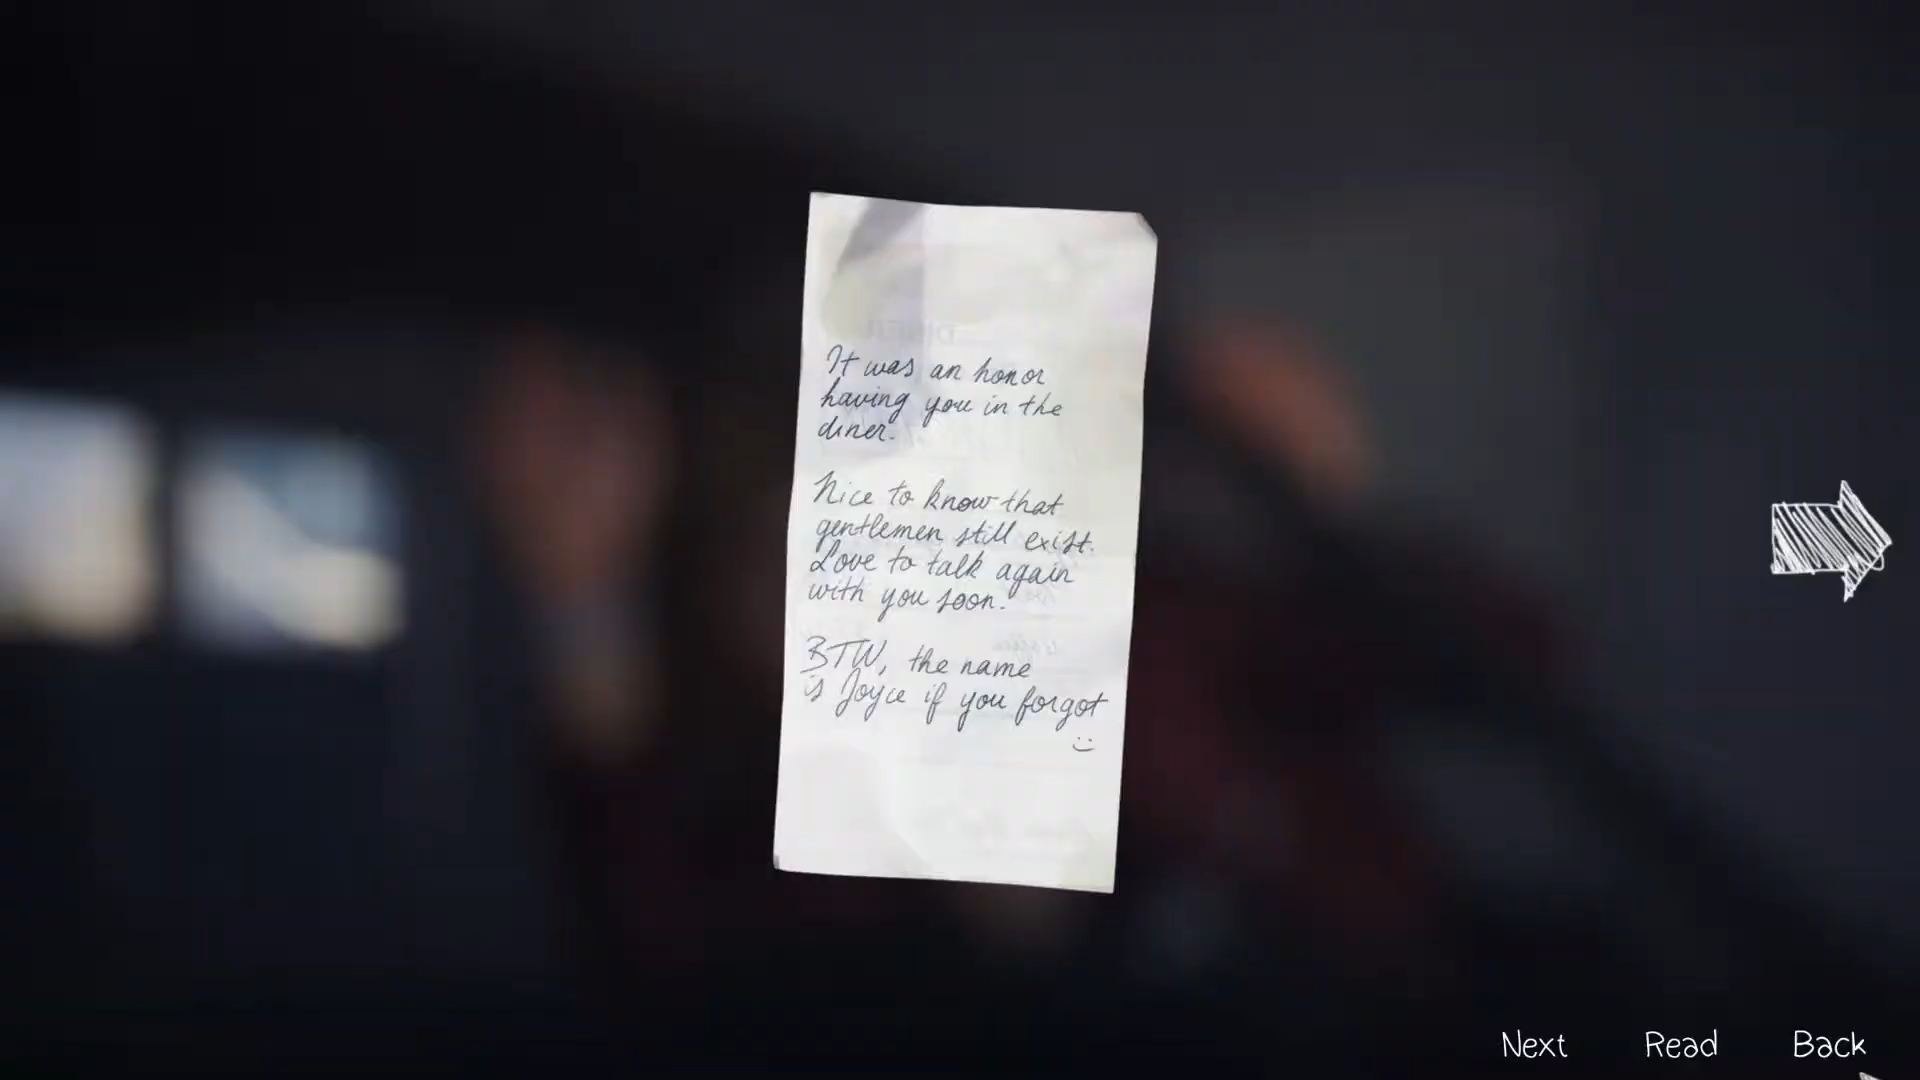 It was an honor
having you in the
diner.
Nice to know that
gentlemen still exist.
Love to talk again
with you soon.
BTW, the name
is Joyce if you forgot
:)
Next Read Back